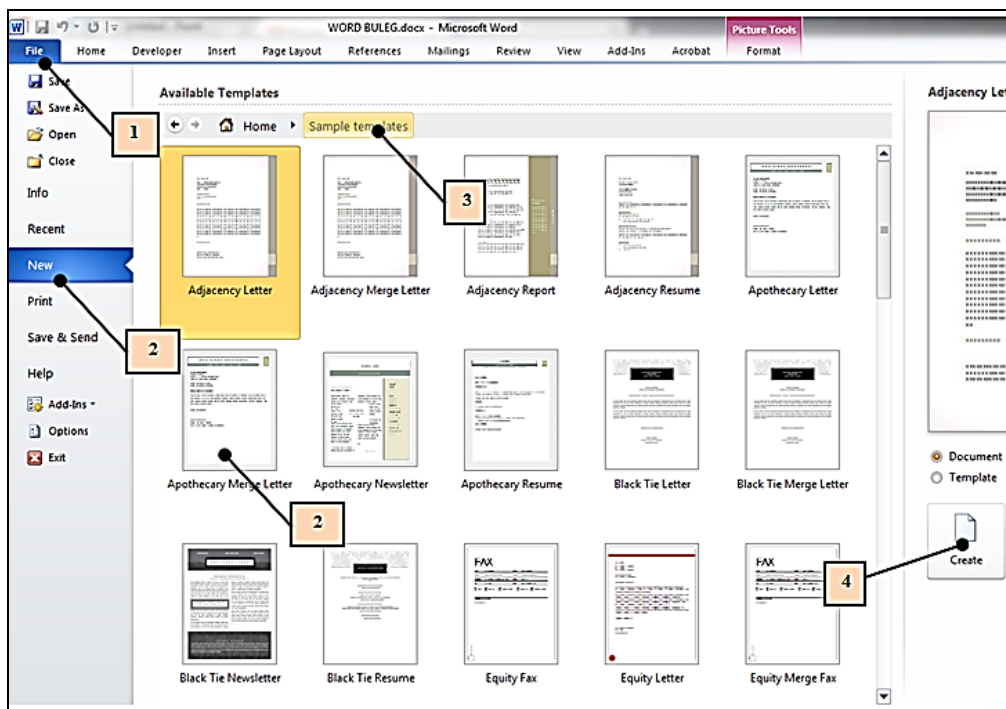 WORD BULEG.docx - Microsoft Word
Picture Tools
File Home Developer Insert Page Layout References Mailings Review View Add-Ins Acrobat Format
Save
Save As
Open
Close
Info
Recent
New
Print
Save & Send
Help
Add-Ins
Options
Exit
1
2
Available Templates
Home Sample templates
3
Adjacency Letter Adjacency Merge Letter Adjacency Report Adjacency Resume Apothecary Letter
Apothecary Merge Letter Apothecary Newsletter Apothecary Resume Black Tie Letter Black Tie Merge Letter
2
FAX FAX
4
Black Tie Newsletter Black Tie Resume Equity Fax Equity Letter Equity Merge Fax
Adjacency Let
Document
Template
Create